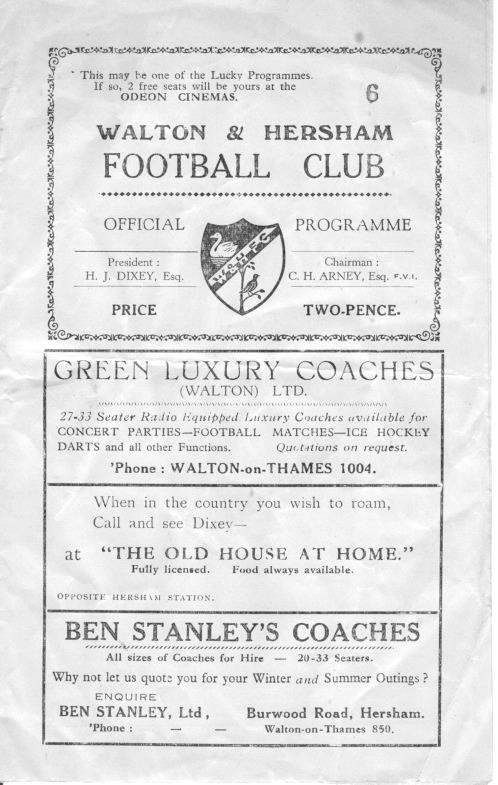 This may be one of the Lucky Programmes.
If so, 2 free seats will be yours at the
ODEON CINEMAS.
6
WALTON & HERSHAM
FOOTBALL CLUB
OFFICIAL PROGRAMME
W. & H. F. C.
President : Chairman :
H. J. DIXEY, Esq. C. H. ARNEY, Esq. F.V.I.
PRICE TWO-PENCE.
GREEN LUXURY COACHES
(WALTON) LTD.
27-33 Seater Radio Equipped Luxury Coaches available for
CONCERT PARTIES—FOOTBALL MATCHES—ICE HOCKEY
DARTS and all other Functions. Quotations on request.
'Phone : WALTON-on-THAMES 1004.
When in the country you wish to roam,
Call and see Dixey—
at "THE OLD HOUSE AT HOME."
Fully licensed. Food always available.
OPPOSITE HERSHAM STATION.
BEN STANLEY'S COACHES
All sizes of Coaches for Hire — 20-33 Seaters.
Why not let us quote you for your Winter and Summer Outings ?
ENQUIRE
BEN STANLEY, Ltd , Burwood Road, Hersham.
'Phone : — — Walton-on-Thames 850.